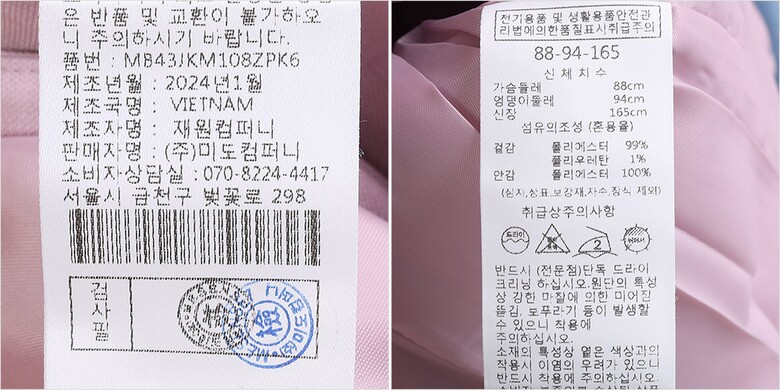 은 반품 및 교환이 불가하오
니 주의하시기 바랍니다.
품번 : MB43JKM108ZPK6
제조년월 : 2024년1월
제조국명 : VIETNAM
제조자명 : 재원컴퍼니
판매자명 : (주)미도컴퍼니
소비자상담실 : 070-8224-4417
서울시 금천구 벚꽃로 298
검사필
전기용품 및 생활용품안전관
리법에의한품질표시취급주의
88-94-165
신체치수
가슴둘레 88cm
엉덩이둘레 94cm
신장 165cm
섬유의조성 (혼용율)
겉감 폴리에스터 99%
폴리우레탄 1%
안감 폴리에스터 100%
(심지,상표,보강재,자수,장식 제외)
취급상주의사항
드라이
2
반드시 (전문점)단독 드라이
크리닝 하십시오.원단의 특성
상 강한 마찰에 의한 미어짐
뜯김, 보푸라기 등이 발생할
수 있으니 착용에
주의하십시오.
소재의 특성상 옅은 색상과의
착용시 이염의 우려가 있으니
반드시 착용에 주의하십시오.